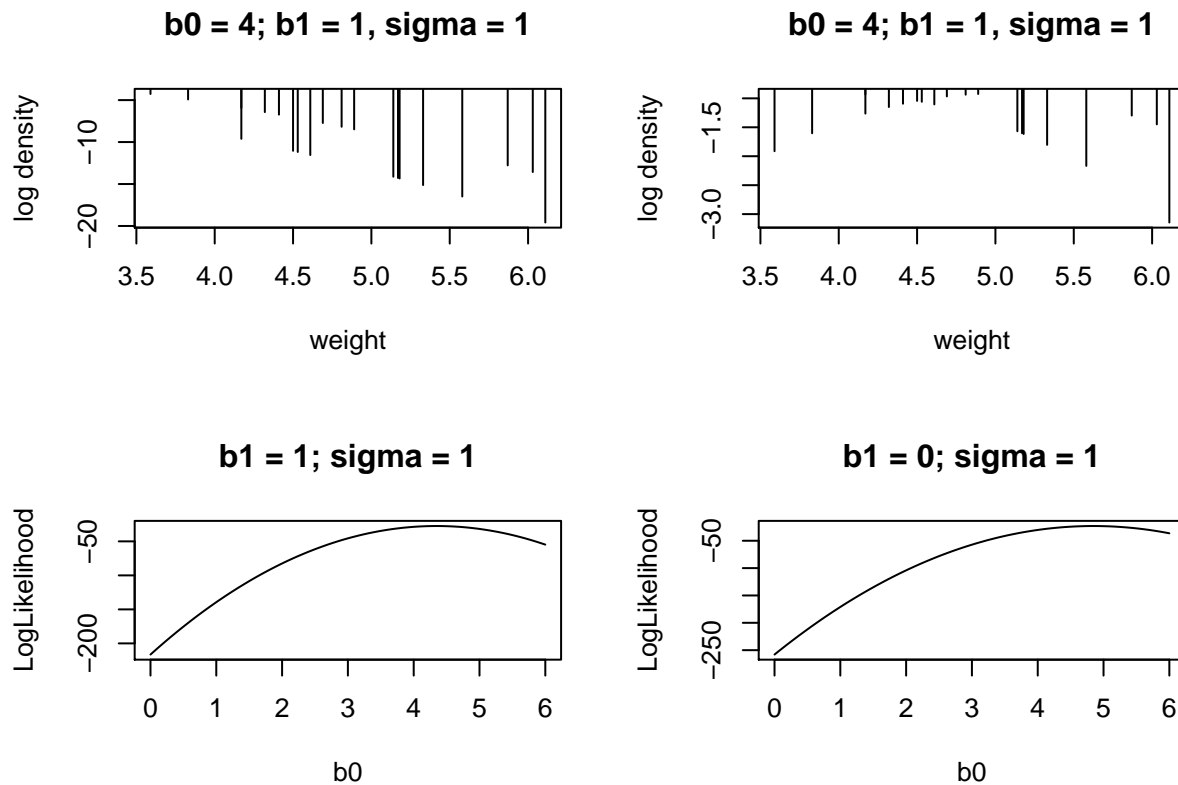 b0 = 4; b1 = 1, sigma = 1
log density
−10
−20
3.5 4.0 4.5 5.0 5.5 6.0
weight
b0 = 4; b1 = 1, sigma = 1
log density
−1.5
−3.0
3.5 4.0 4.5 5.0 5.5 6.0
weight
b1 = 1; sigma = 1
LogLikelihood
−50
−200
0 1 2 3 4 5 6
b0
b1 = 0; sigma = 1
LogLikelihood
−50
−250
0 1 2 3 4 5 6
b0